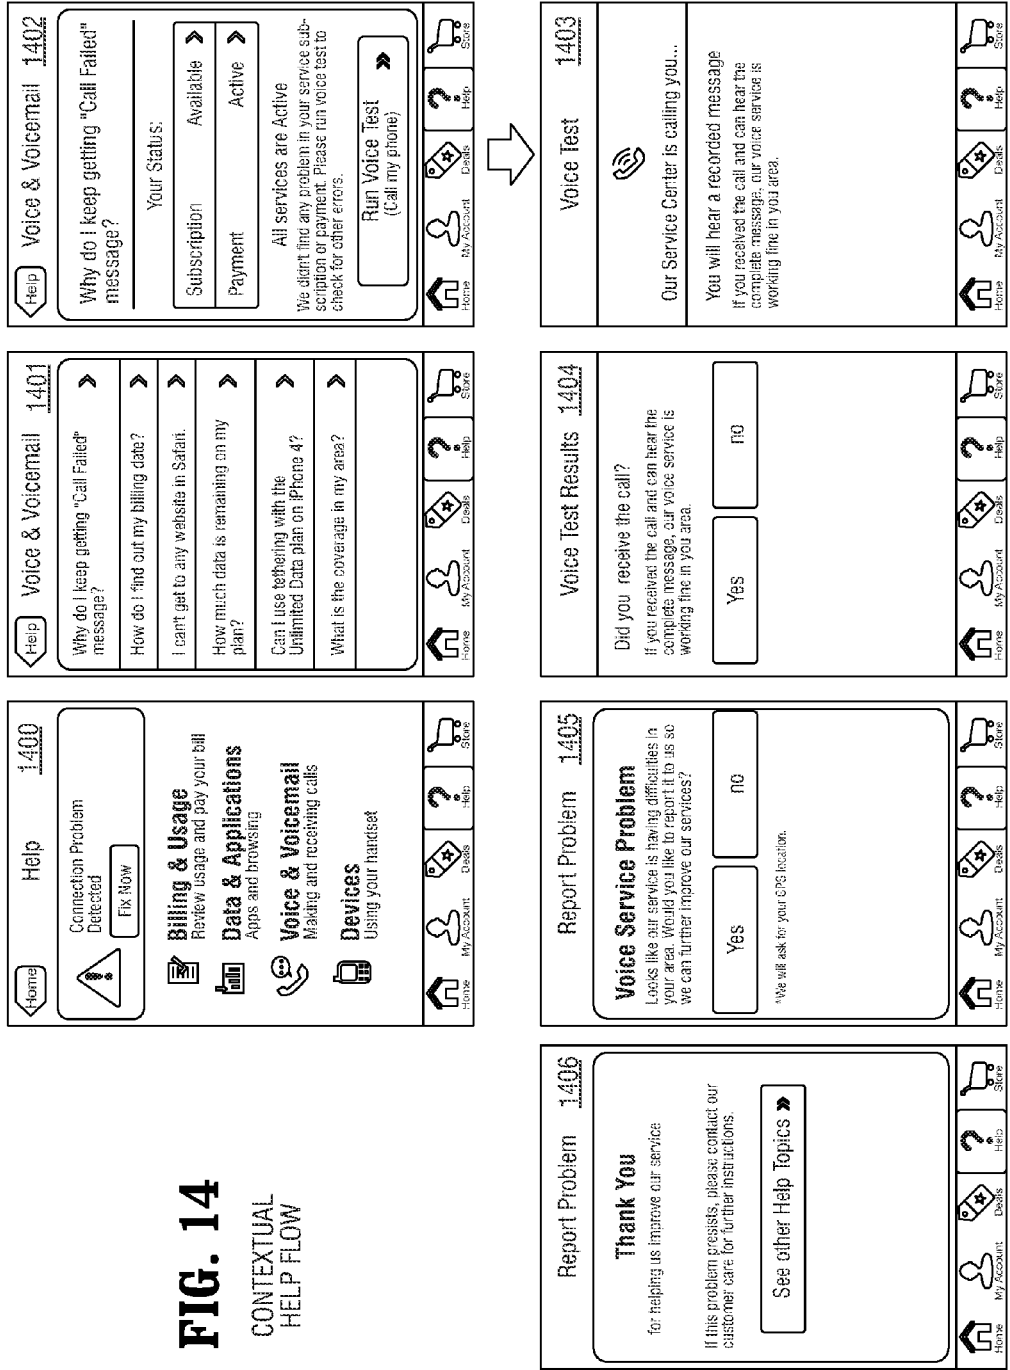 FIG. 14
CONTEXTUAL
HELP FLOW
Home
Help
1400
Connection Problem
Detected
Fix Now
Billing & Usage
Review usage and pay your bill
Data & Applications
Apps and browsing
Voice & Voicemail
Making and receiving calls
Devices
Using your handset
Home
My Account
Deals
Help
Store
Help
Voice & Voicemail
1401
Why do I keep getting "Call Failed"
message?
How do I find out my billing date?
I can't get to any website in Safari.
How much data is remaining on my
plan?
Can I use tethering with the
Unlimited Data plan on iPhone 4?
What is the coverage in my area?
Home
My Account
Deals
Help
Store
Help
Voice & Voicemail
1402
Why do I keep getting "Call Failed"
message?
Your Status:
Subscription Available
Payment Active
All services are Active
We didn't find any problem in your service sub-
scription or payment. Please run voice test to
check for other errors.
Run Voice Test
(Call my phone)
Home
My Account
Deals
Help
Store
Voice Test
1403
Our Service Center is calling you...
You will hear a recorded message
If you received the call and can hear the
complete message, our voice service is
working fine in you area.
Home
My Account
Deals
Help
Store
Voice Test Results
1404
Did you receive the call?
If you received the call and can hear the
complete message, our voice service is
working fine in you area.
Yes
no
Home
My Account
Deals
Help
Store
Report Problem
1405
Voice Service Problem
Looks like our service is having difficulties in
your area. Would you like to report it to us so
we can further improve our services?
Yes
no
*We will ask for your GPS location.
Home
My Account
Deals
Help
Store
Report Problem
1406
Thank You
for helping us improve our service
If this problem presists, please contact our
customer care for further instructions.
See other Help Topics
Home
My Account
Deals
Help
Store